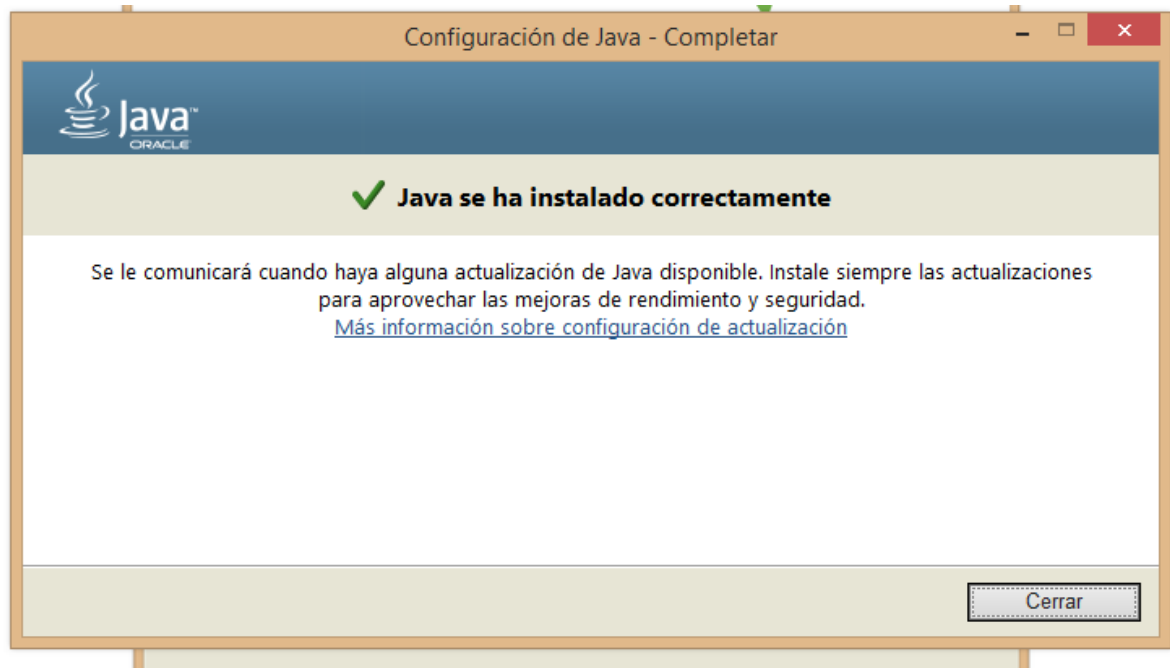 Configuración de Java - Completar
Java™
ORACLE
Java se ha instalado correctamente
Se le comunicará cuando haya alguna actualización de Java disponible. Instale siempre las actualizaciones
para aprovechar las mejoras de rendimiento y seguridad.
Más información sobre configuración de actualización
Cerrar